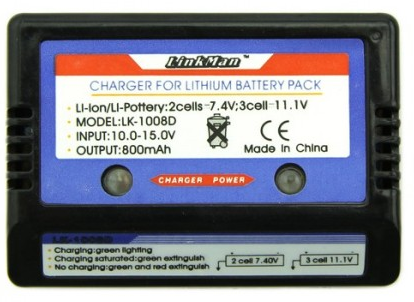 LinkMan™
CHARGER FOR LITHIUM BATTERY PACK
• LI-Ion/LI-Pottery:2cells-7.4V;3cell-11.1V
• MODEL:LK-1008D
• INPUT:10.0-15.0V
• OUTPUT:800mAh
CE
Made in China
CHARGER POWER
LK-1008D
• Charging:green lighting
• Charging saturated:green extinguish
• No charging:green and red extinguish
2 cell 7.40V
3 cell 11.1V